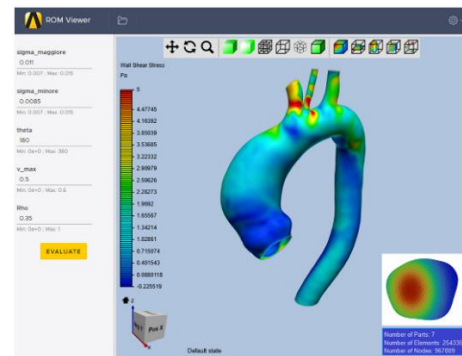 ROM Viewer
sigma_maggiore
0.011
Min: 0.007 ; Max: 0.015
sigma_minore
0.0085
Min: 0.007 ; Max: 0.015
theta
180
Min: 0e+0 ; Max: 360
v_max
0.5
Min: 0e+0 ; Max: 0.6
Rho
0.35
Min: 0e+0 ; Max: 1
EVALUATE
Wall Shear Stress
Pa
5
4.47745
4.16282
3.85039
3.53685
3.22332
2.90979
2.59626
2.28273
1.9692
1.65567
1.34214
1.02861
0.715074
0.401543
0.0880118
-0.225519
Z
Pos X
Default state
Number of Parts: 7
Number of Elements: 254339
Number of Nodes: 967889